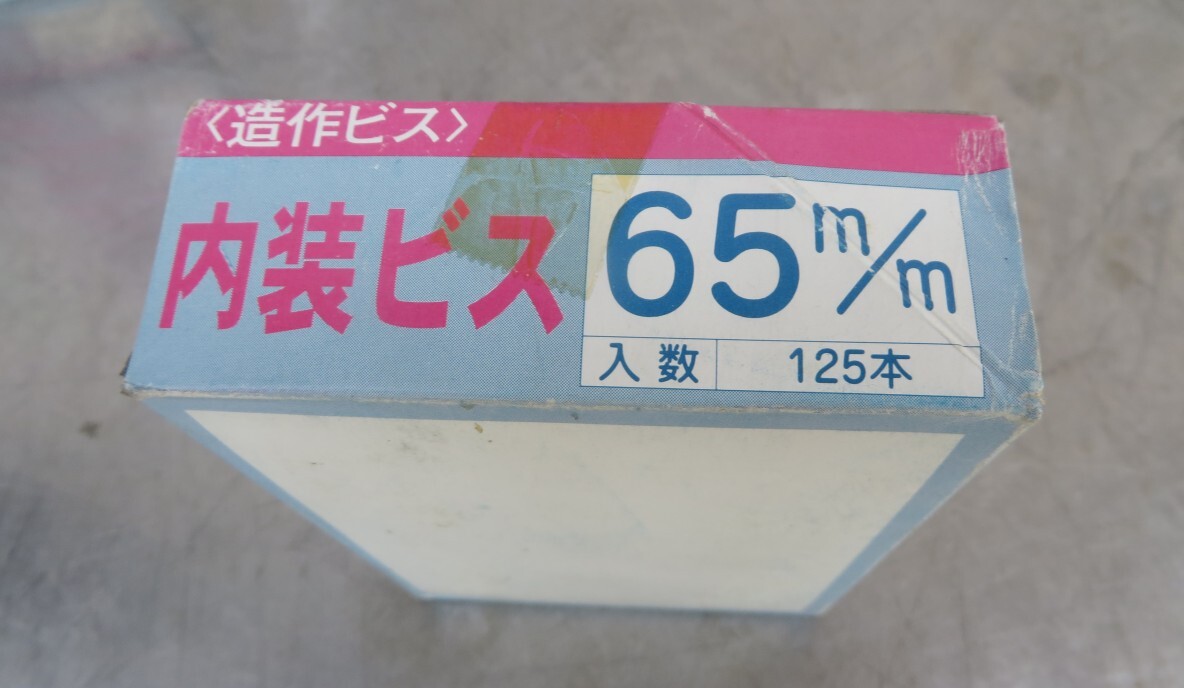 〈造作ビス〉
内装ビス
65m/m
入数 125本